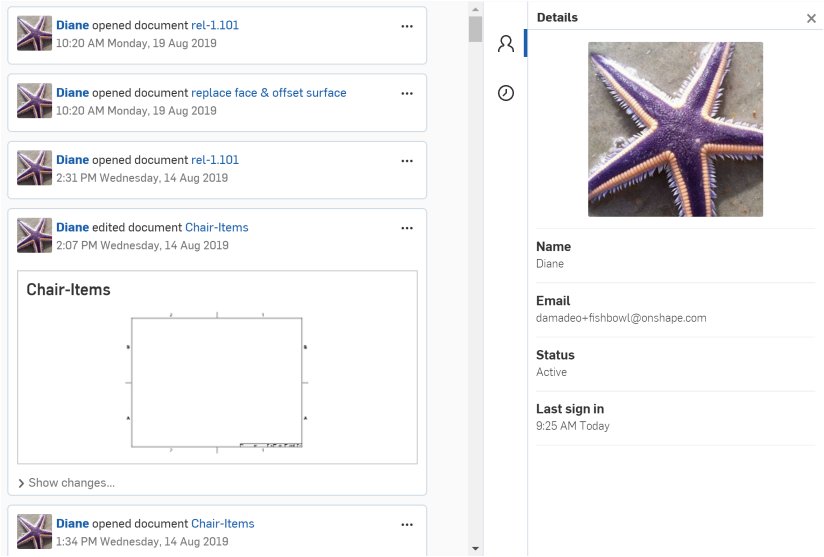 Diane opened document rel-1.101
10:20 AM Monday, 19 Aug 2019
Diane opened document replace face & offset surface
10:20 AM Monday, 19 Aug 2019
Diane opened document rel-1.101
2:31 PM Wednesday, 14 Aug 2019
Diane edited document Chair-Items
2:07 PM Wednesday, 14 Aug 2019
Chair-Items
2 1
B B
A A
2 1
Show changes...
Diane opened document Chair-Items
1:34 PM Wednesday, 14 Aug 2019
Details
Name
Diane
Email
damadeo+fishbowl@onshape.com
Status
Active
Last sign in
9:25 AM Today